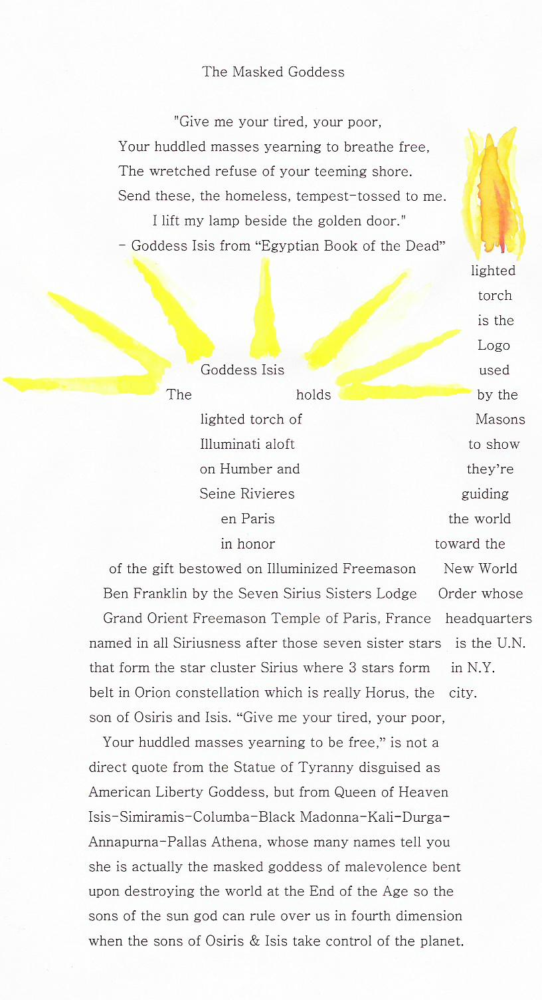 The Masked Goddess
"Give me your tired, your poor,
Your huddled masses yearning to breathe free,
The wretched refuse of your teeming shore.
Send these, the homeless, tempest-tossed to me.
I lift my lamp beside the golden door."
- Goddess Isis from “Egyptian Book of the Dead”
Goddess Isis
The holds
lighted torch of
Illuminati aloft
on Humber and
Seine Rivieres
en Paris
in honor
of the gift bestowed on Illuminized Freemason
Ben Franklin by the Seven Sirius Sisters Lodge
Grand Orient Freemason Temple of Paris, France
named in all Siriusness after those seven sister stars
that form the star cluster Sirius where 3 stars form
belt in Orion constellation which is really Horus, the
son of Osiris and Isis. “Give me your tired, your poor,
Your huddled masses yearning to be free,” is not a
direct quote from the Statue of Tyranny disguised as
American Liberty Goddess, but from Queen of Heaven
Isis-Simiramis-Columba-Black Madonna-Kali-Durga-
Annapurna-Pallas Athena, whose many names tell you
she is actually the masked goddess of malevolence bent
upon destroying the world at the End of the Age so the
sons of the sun god can rule over us in fourth dimension
when the sons of Osiris & Isis take control of the planet.
lighted
torch
is the
Logo
used
by the
Masons
to show
they’re
guiding
the world
toward the
New World
Order whose
headquarters
is the U.N.
in N.Y.
city.